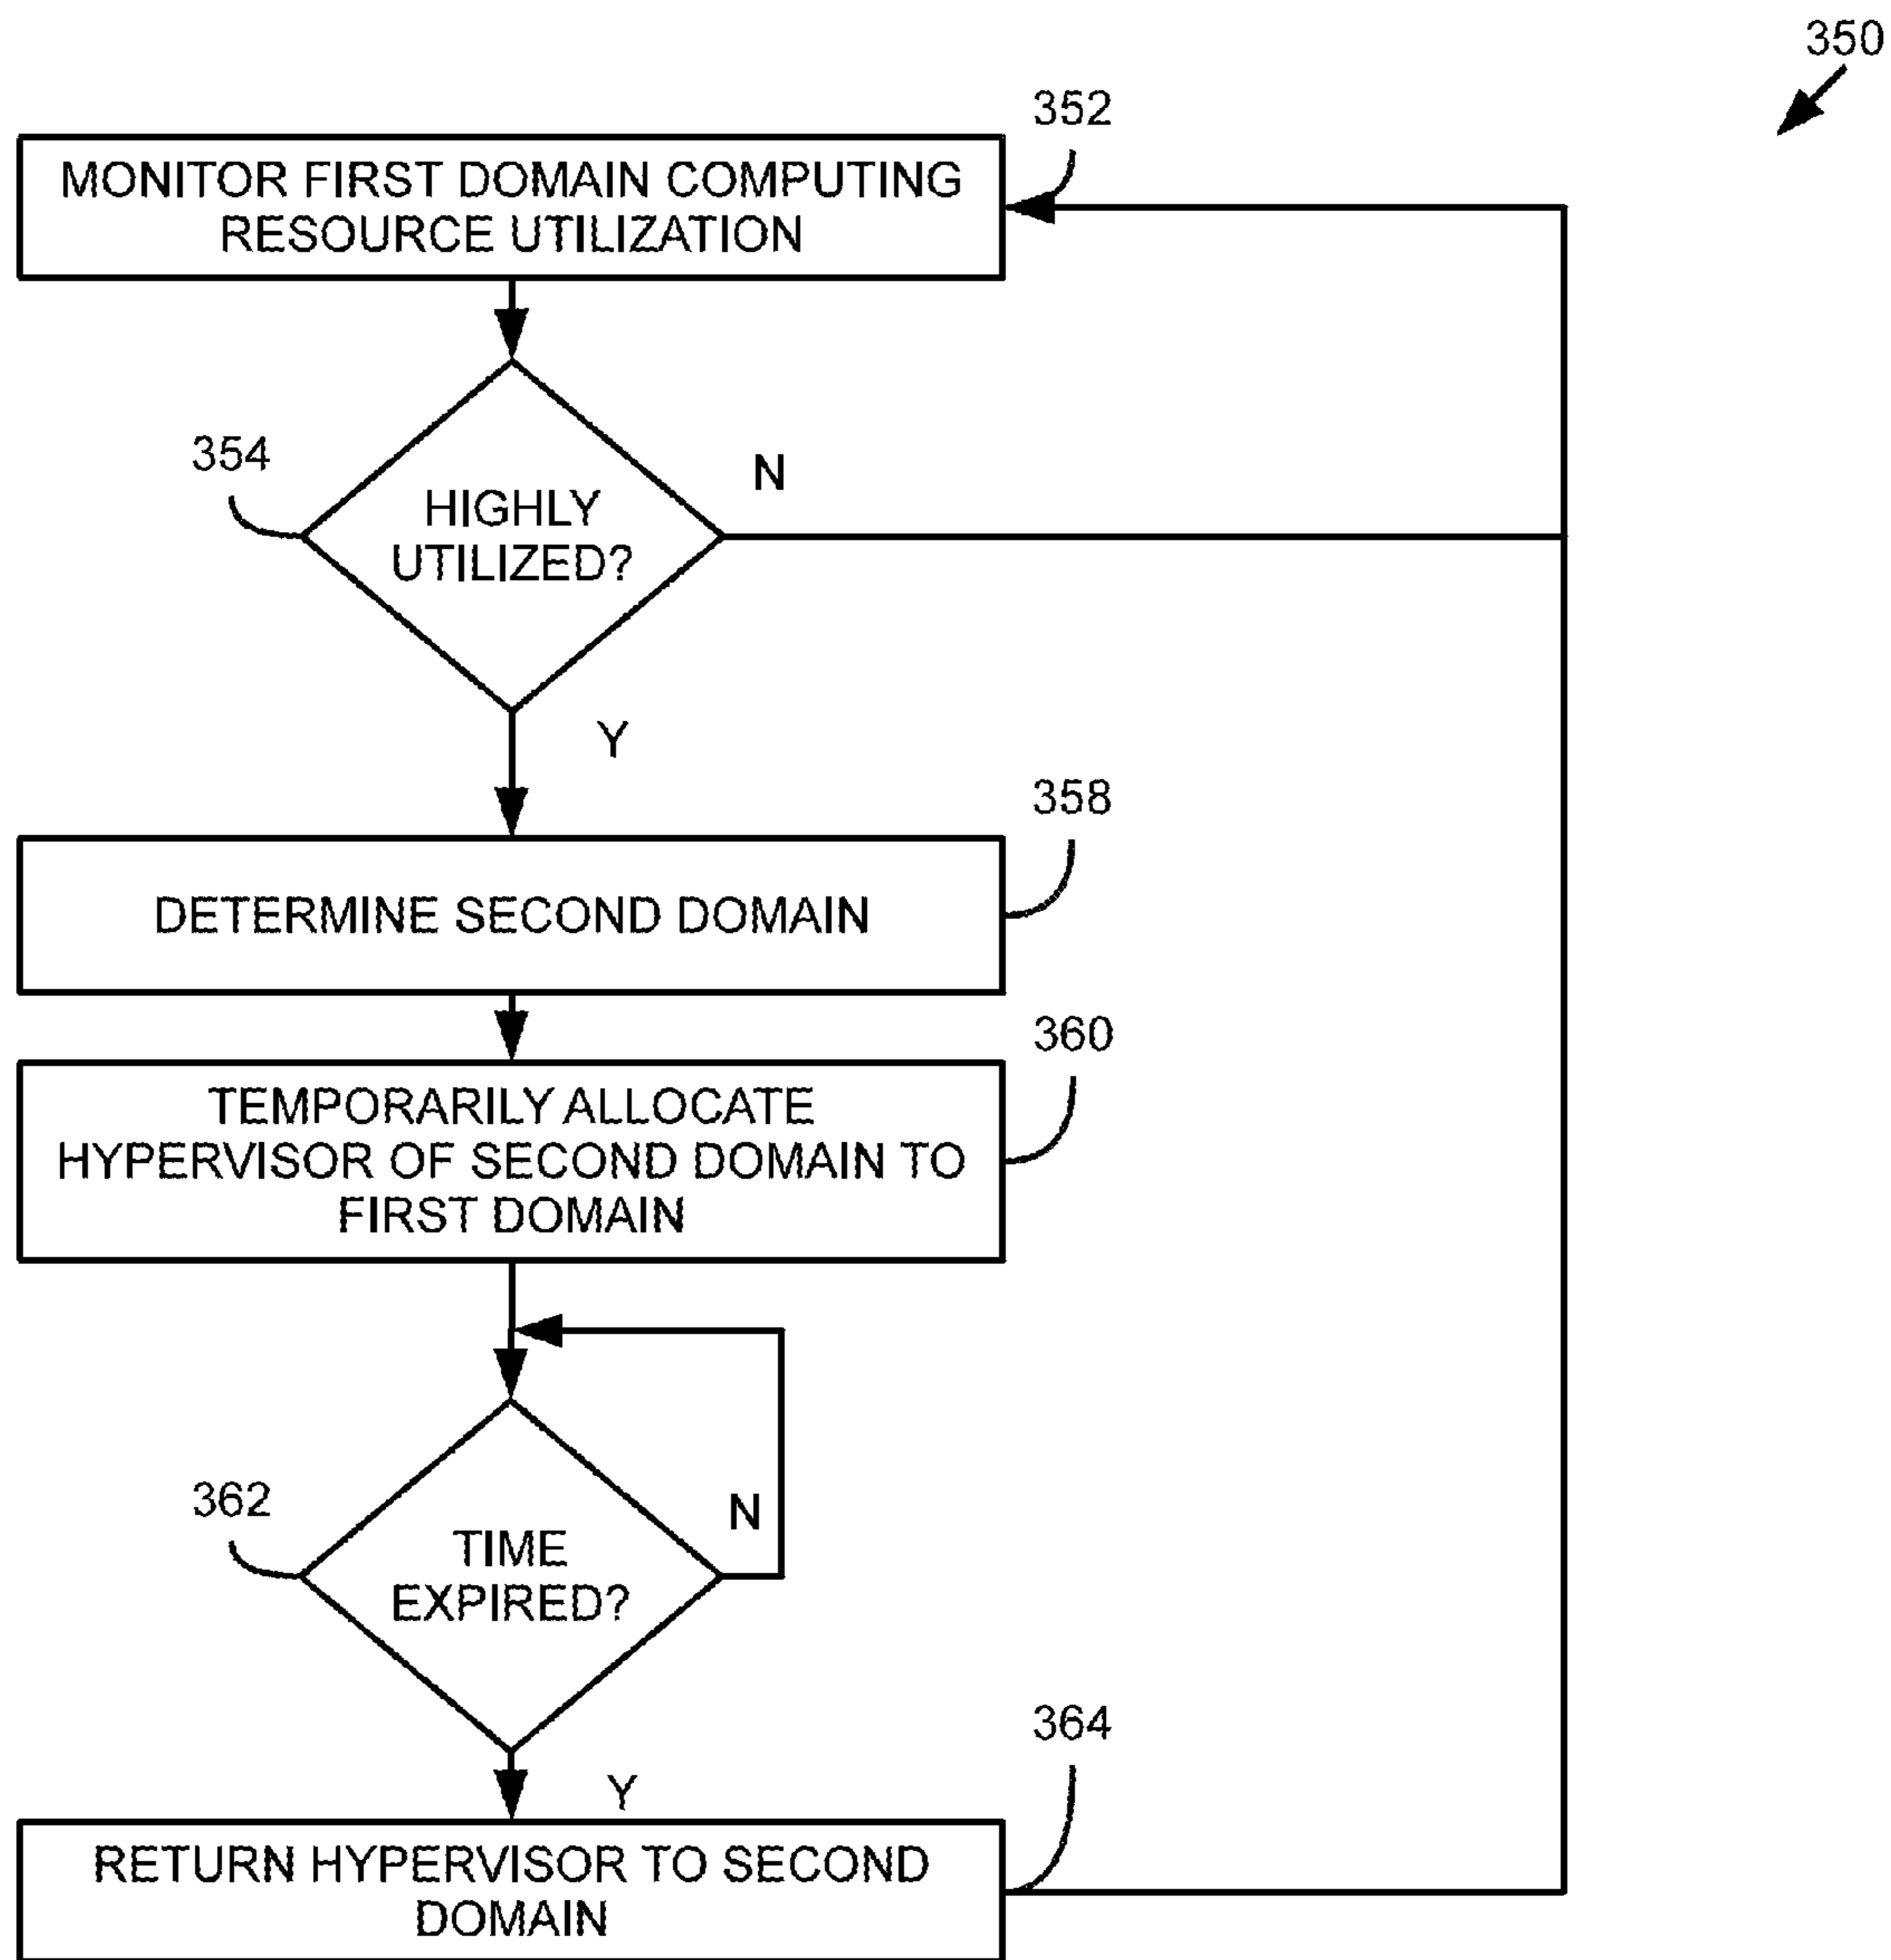 350
352
MONITOR FIRST DOMAIN COMPUTING
RESOURCE UTILIZATION
354
HIGHLY
UTILIZED?
N
Y
358
DETERMINE SECOND DOMAIN
360
TEMPORARILY ALLOCATE
HYPERVISOR OF SECOND DOMAIN TO
FIRST DOMAIN
362
TIME
EXPIRED?
N
Y
364
RETURN HYPERVISOR TO SECOND
DOMAIN